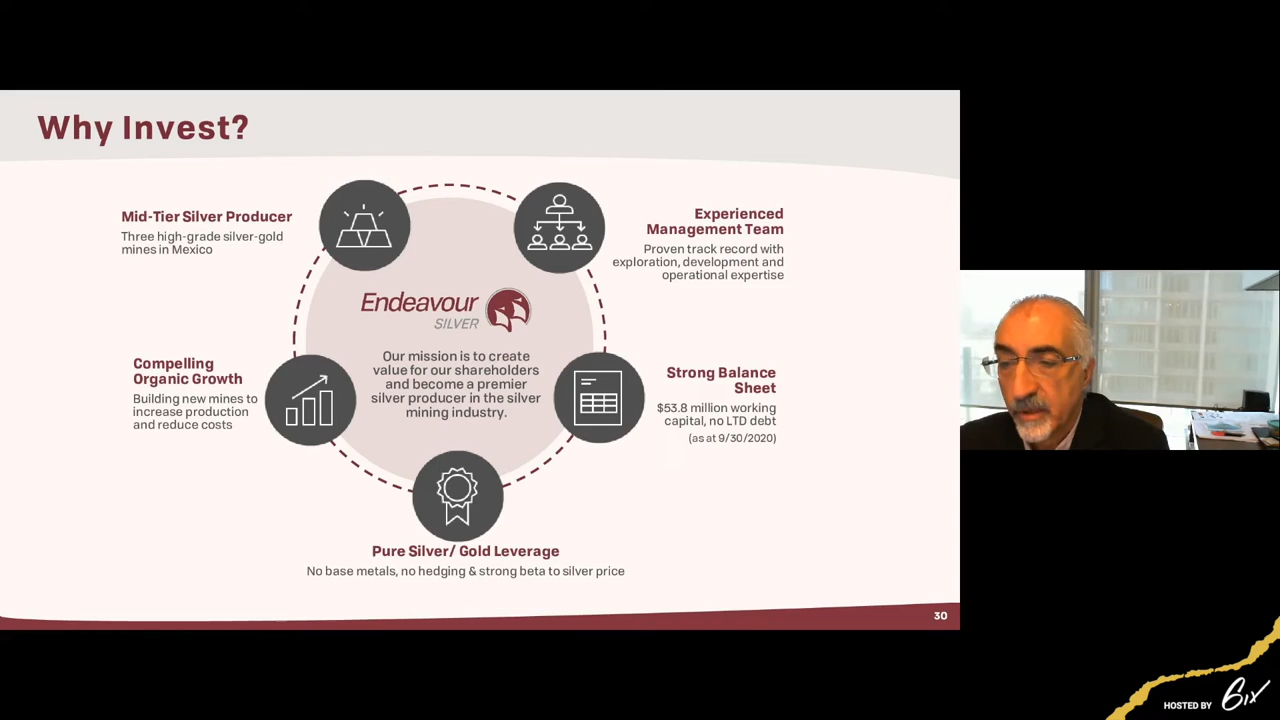 Why Invest?
Mid-Tier Silver Producer
Three high-grade silver-gold
mines in Mexico
Experienced
Management Team
Proven track record with
exploration, development and
operational expertise
Endeavour
SILVER
Our mission is to create
value for our shareholders
and become a premier
silver producer in the silver
mining industry.
Compelling
Organic Growth
Building new mines to
increase production
and reduce costs
Strong Balance
Sheet
$53.8 million working
capital, no LTD debt
(as at 9/30/2020)
Pure Silver/ Gold Leverage
No base metals, no hedging & strong beta to silver price
30
HOSTED BY 6ix